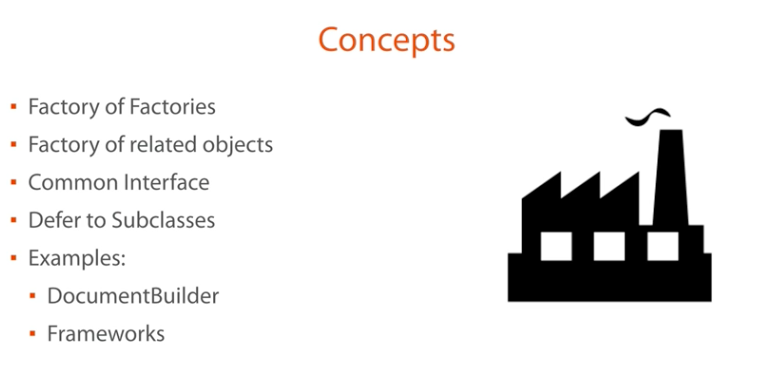 Concepts
Factory of Factories
Factory of related objects
Common Interface
Defer to Subclasses
Examples:
DocumentBuilder
Frameworks